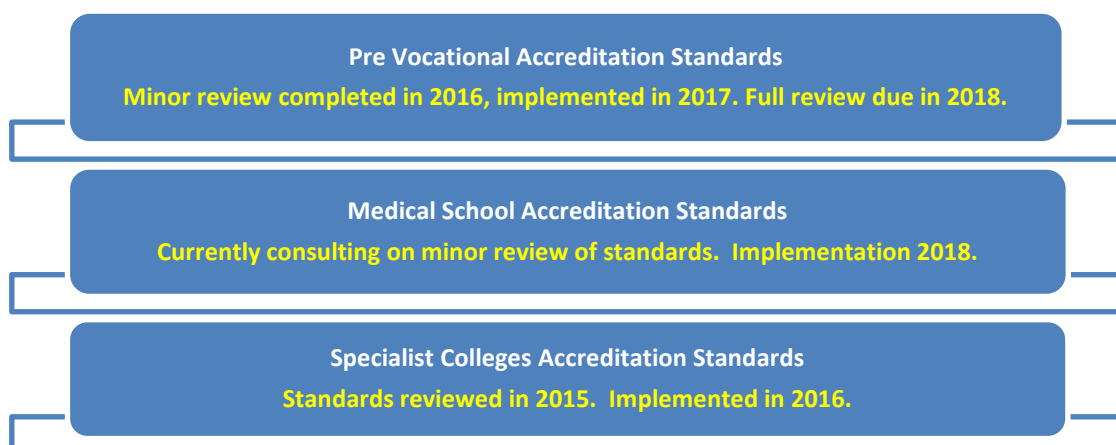 Pre Vocational Accreditation Standards
Minor review completed in 2016, implemented in 2017. Full review due in 2018.
Medical School Accreditation Standards
Currently consulting on minor review of standards.  Implementation 2018.
Specialist Colleges Accreditation Standards
Standards reviewed in 2015.  Implemented in 2016.